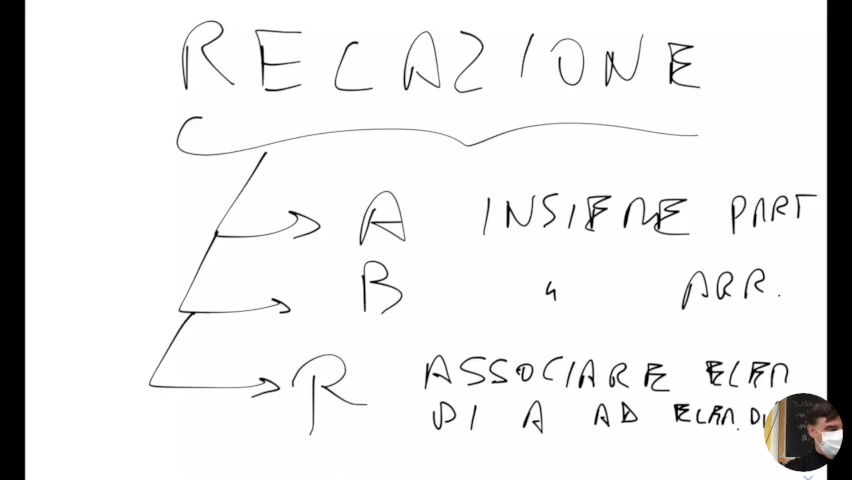 RELAZIONE
A INSIEME PART
B " ARR.
R ASSOCIARE ELEM
DI A AD ELEM. DI